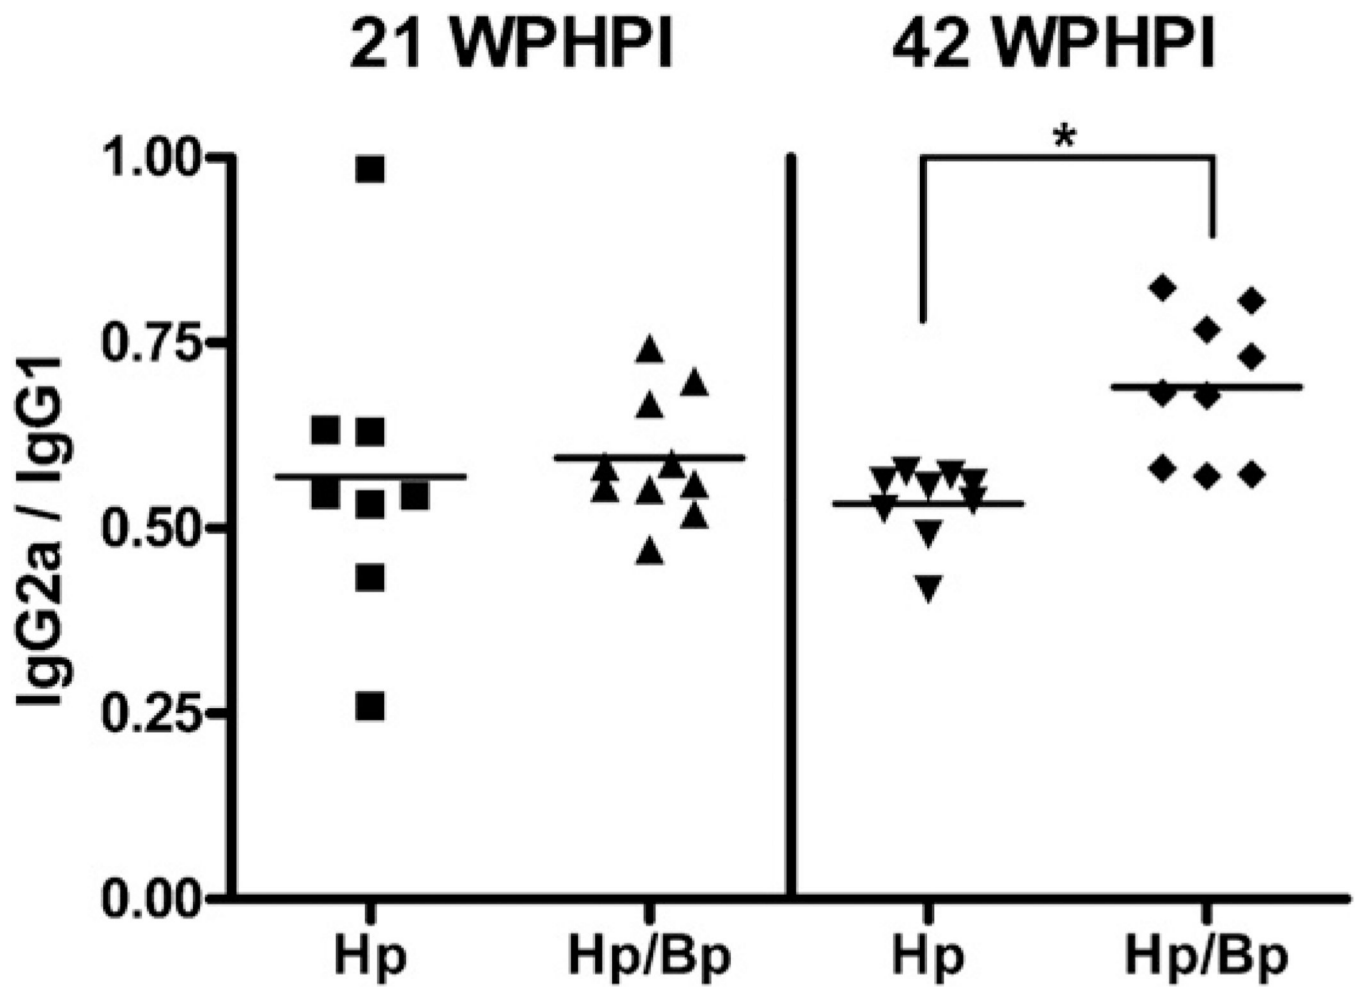 21 WPHPI
42 WPHPI
*
1.00
0.75
0.50
0.25
0.00
IgG2a / IgG1
Hp
Hp/Bp
Hp
Hp/Bp